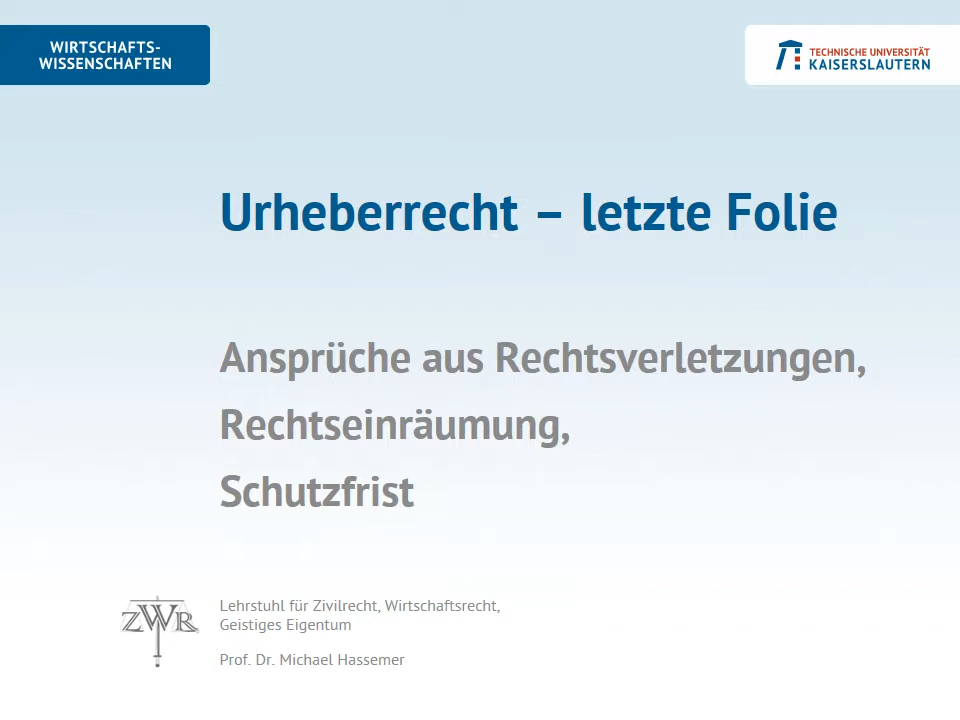 WIRTSCHAFTS-
WISSENSCHAFTEN
TECHNISCHE UNIVERSITÄT
KAISERSLAUTERN
Urheberrecht – letzte Folie
Ansprüche aus Rechtsverletzungen,
Rechtseinräumung,
Schutzfrist
ZWR
Lehrstuhl für Zivilrecht, Wirtschaftsrecht,
Geistiges Eigentum
Prof. Dr. Michael Hassemer